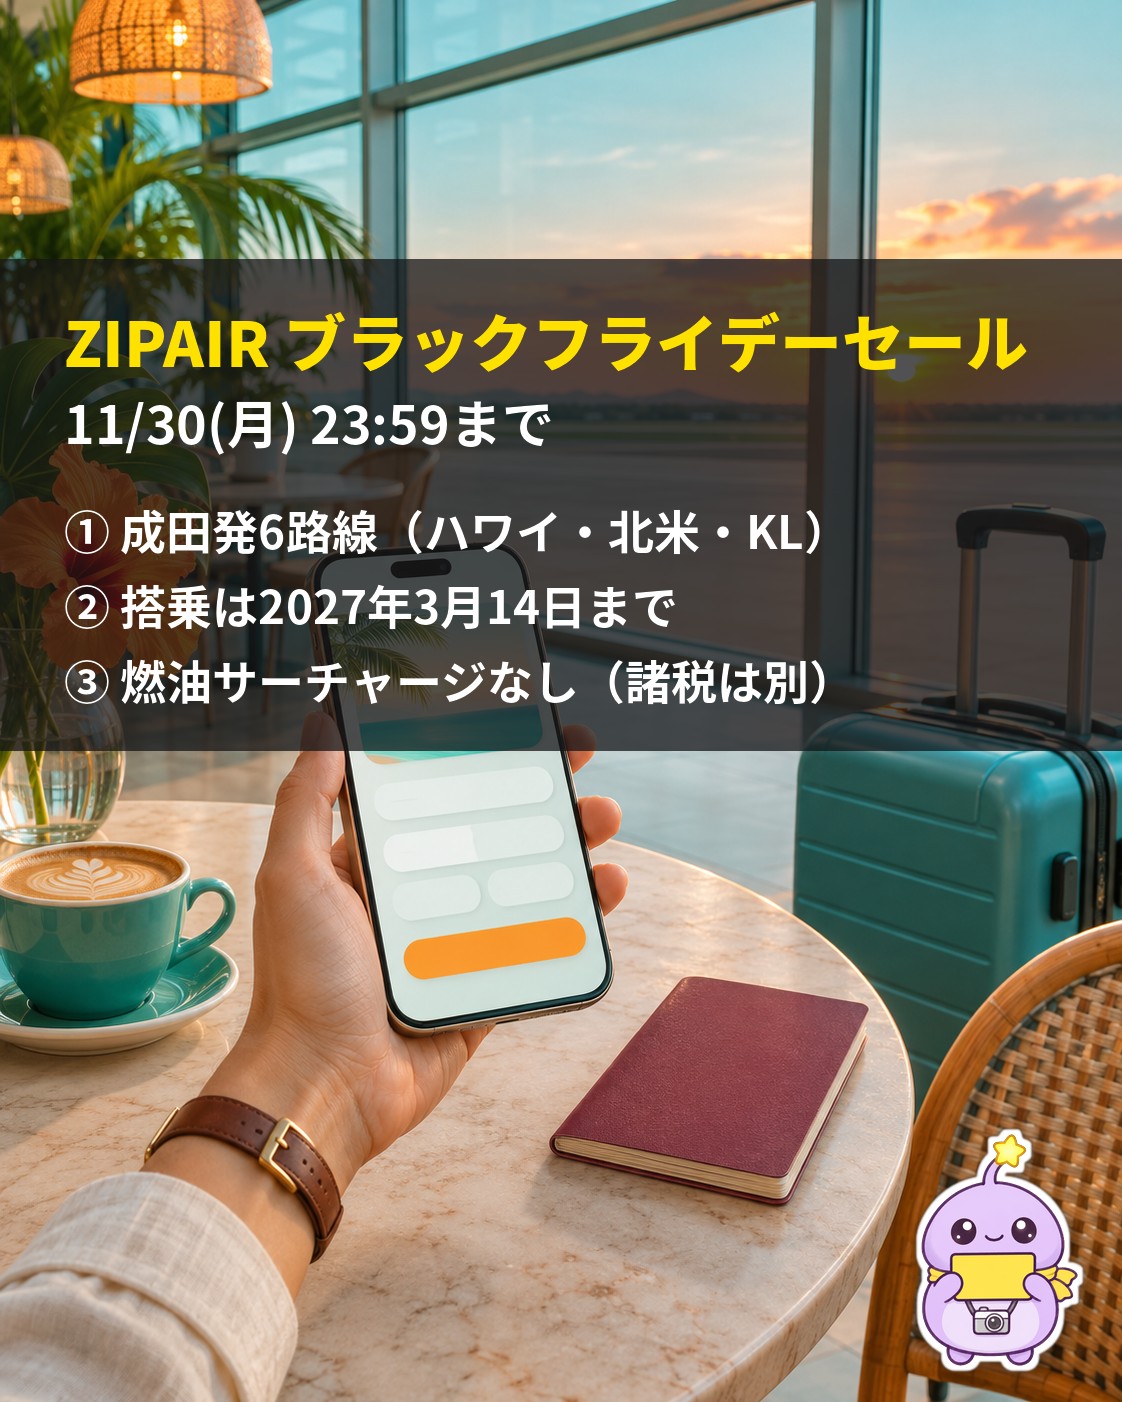 ZIPAIR ブラックフライデーセール
11/30(月) 23:59まで
① 成田発6路線（ハワイ・北米・KL）
② 搭乗は2027年3月14日まで
③ 燃油サーチャージなし（諸税は別）